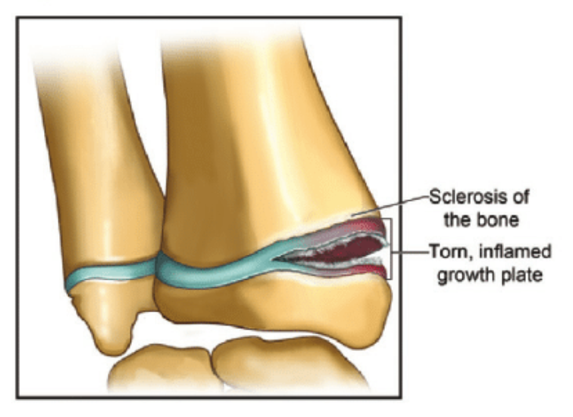 Sclerosis of
the bone
Torn, inflamed
growth plate